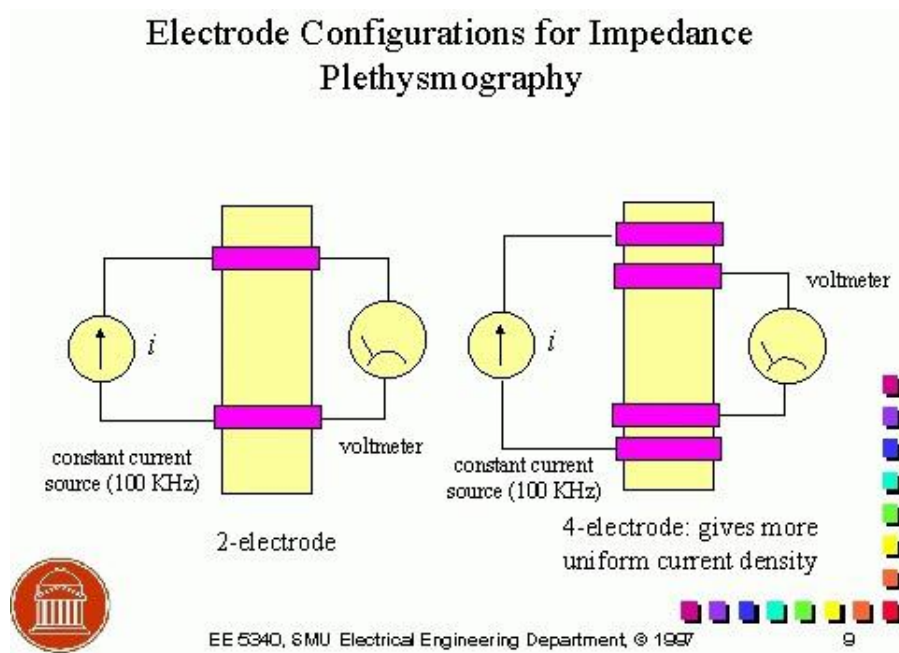 Electrode Configurations for Impedance
Plethysmography
i
voltmeter
constant current
source (100 KHz)
2-electrode
i
voltmeter
constant current
source (100 KHz)
4-electrode: gives more
uniform current density
EE 5340, SMU Electrical Engineering Department, © 1997
9